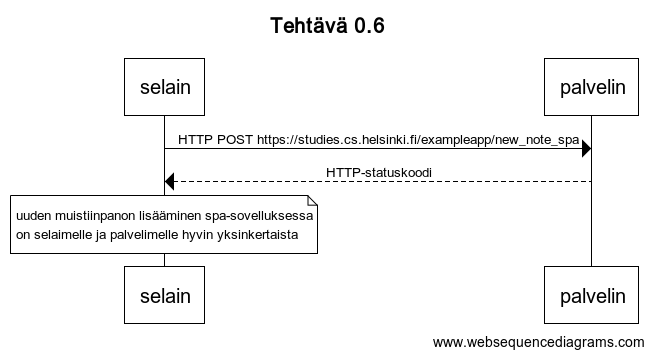 Tehtävä 0.6
selain
palvelin
HTTP POST https://studies.cs.helsinki.fi/exampleapp/new_note_spa
HTTP-statuskoodi
uuden muistiinpanon lisääminen spa-sovelluksessa
on selaimelle ja palvelimelle hyvin yksinkertaista
selain
palvelin
www.websequencediagrams.com